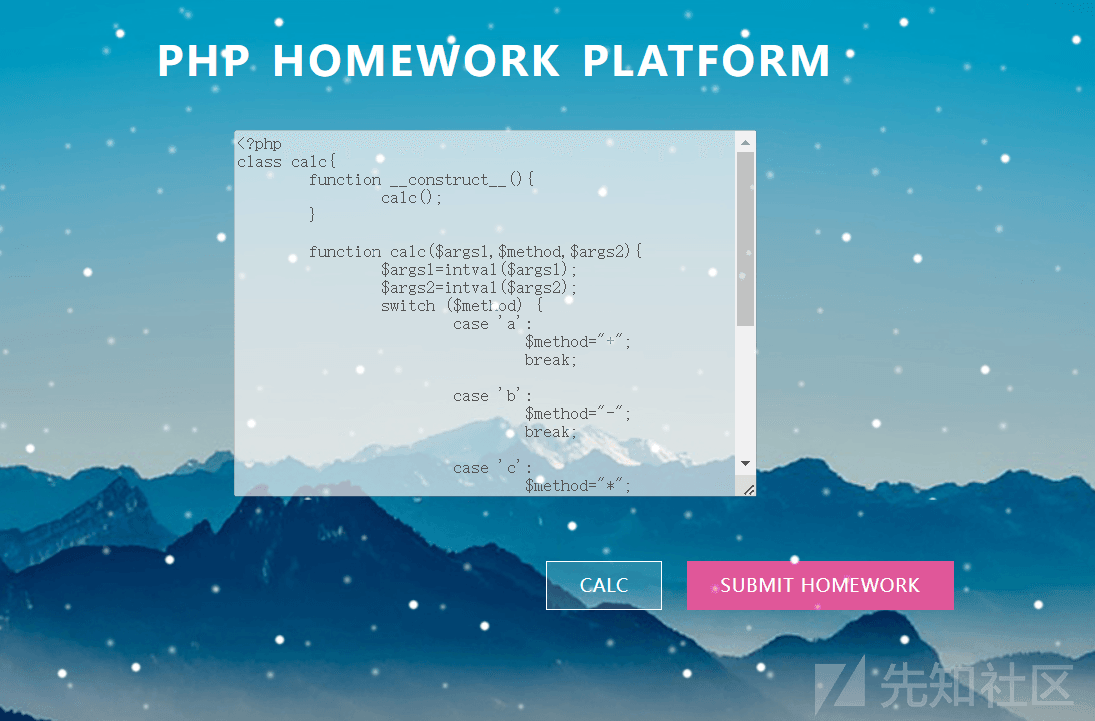 PHP HOMEWORK PLATFORM
<?php
class calc{
        function __construct__(){
                calc();
        }

        function calc($args1,$method,$args2){
                $args1=intval($args1);
                $args2=intval($args2);
                switch ($method) {
                        case 'a':
                                $method="+";
                                break;

                        case 'b':
                                $method="-";
                                break;

                        case 'c':
                                $method="*";
CALC
SUBMIT HOMEWORK
先知社区